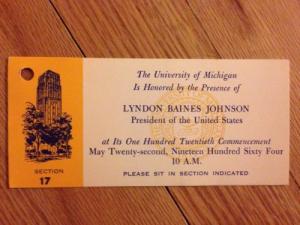 The University of Michigan
Is Honored by the Presence of
LYNDON BAINES JOHNSON
President of the United States
at Its One Hundred Twentieth Commencement
May Twenty-second, Nineteen Hundred Sixty Four
10 A.M.
PLEASE SIT IN SECTION INDICATED
SECTION
17